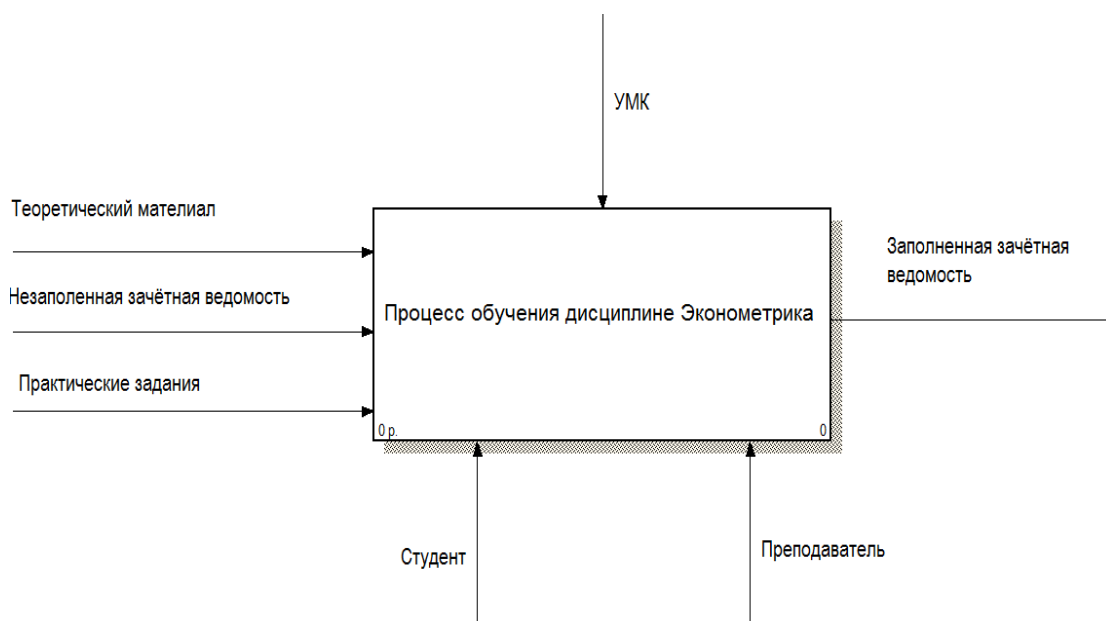 УМК
Теоретический мателиал
Незаполенная зачётная ведомость
Практические задания
Процесс обучения дисциплине Эконометрика
0 р.
0
Заполненная зачётная
ведомость
Студент
Преподаватель